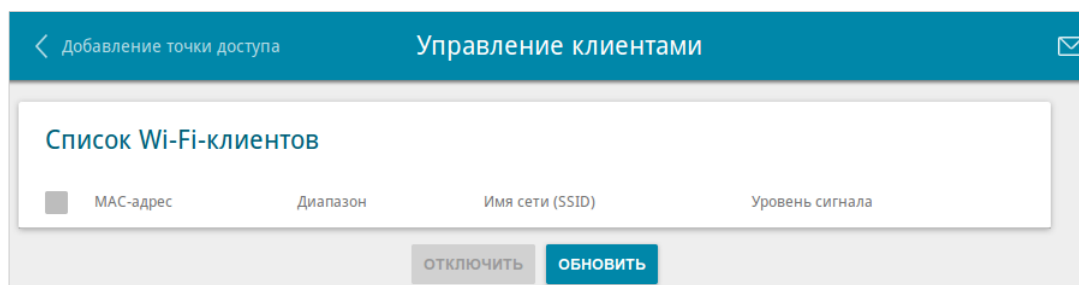 Добавление точки доступа Управление клиентами
Список Wi-Fi-клиентов
MAC-адрес Диапазон Имя сети (SSID) Уровень сигнала
ОТКЛЮЧИТЬ ОБНОВИТЬ